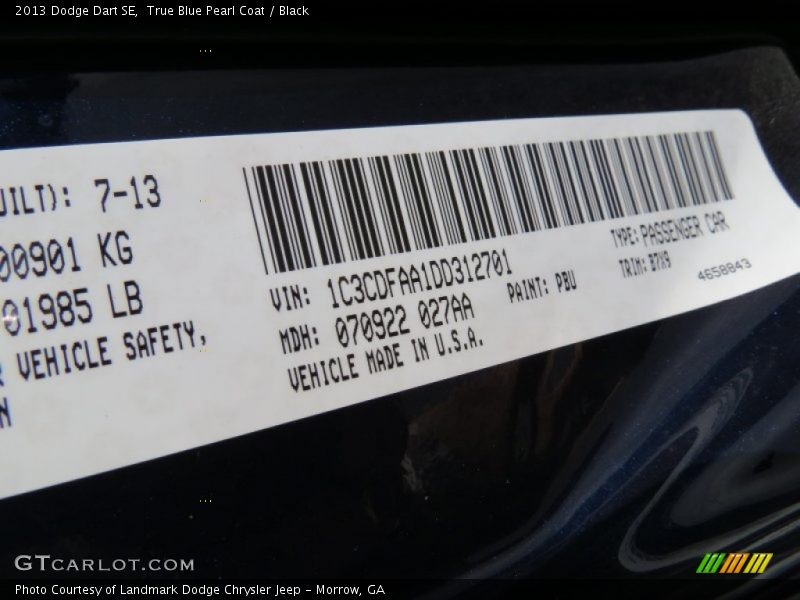 2013 Dodge Dart SE,  True Blue Pearl Coat / Black
UILT): 7-13
00901 KG
01985 LB
VEHICLE SAFETY,
N
VIN: 1C3CDFAA1DD312701
MDH: 070922 027AA
VEHICLE MADE IN U.S.A.
PAINT: PBU
TYPE: PASSENGER CAR
TRIM: B7X9
4658843
GTCARLOT.COM
Photo Courtesy of Landmark Dodge Chrysler Jeep - Morrow, GA